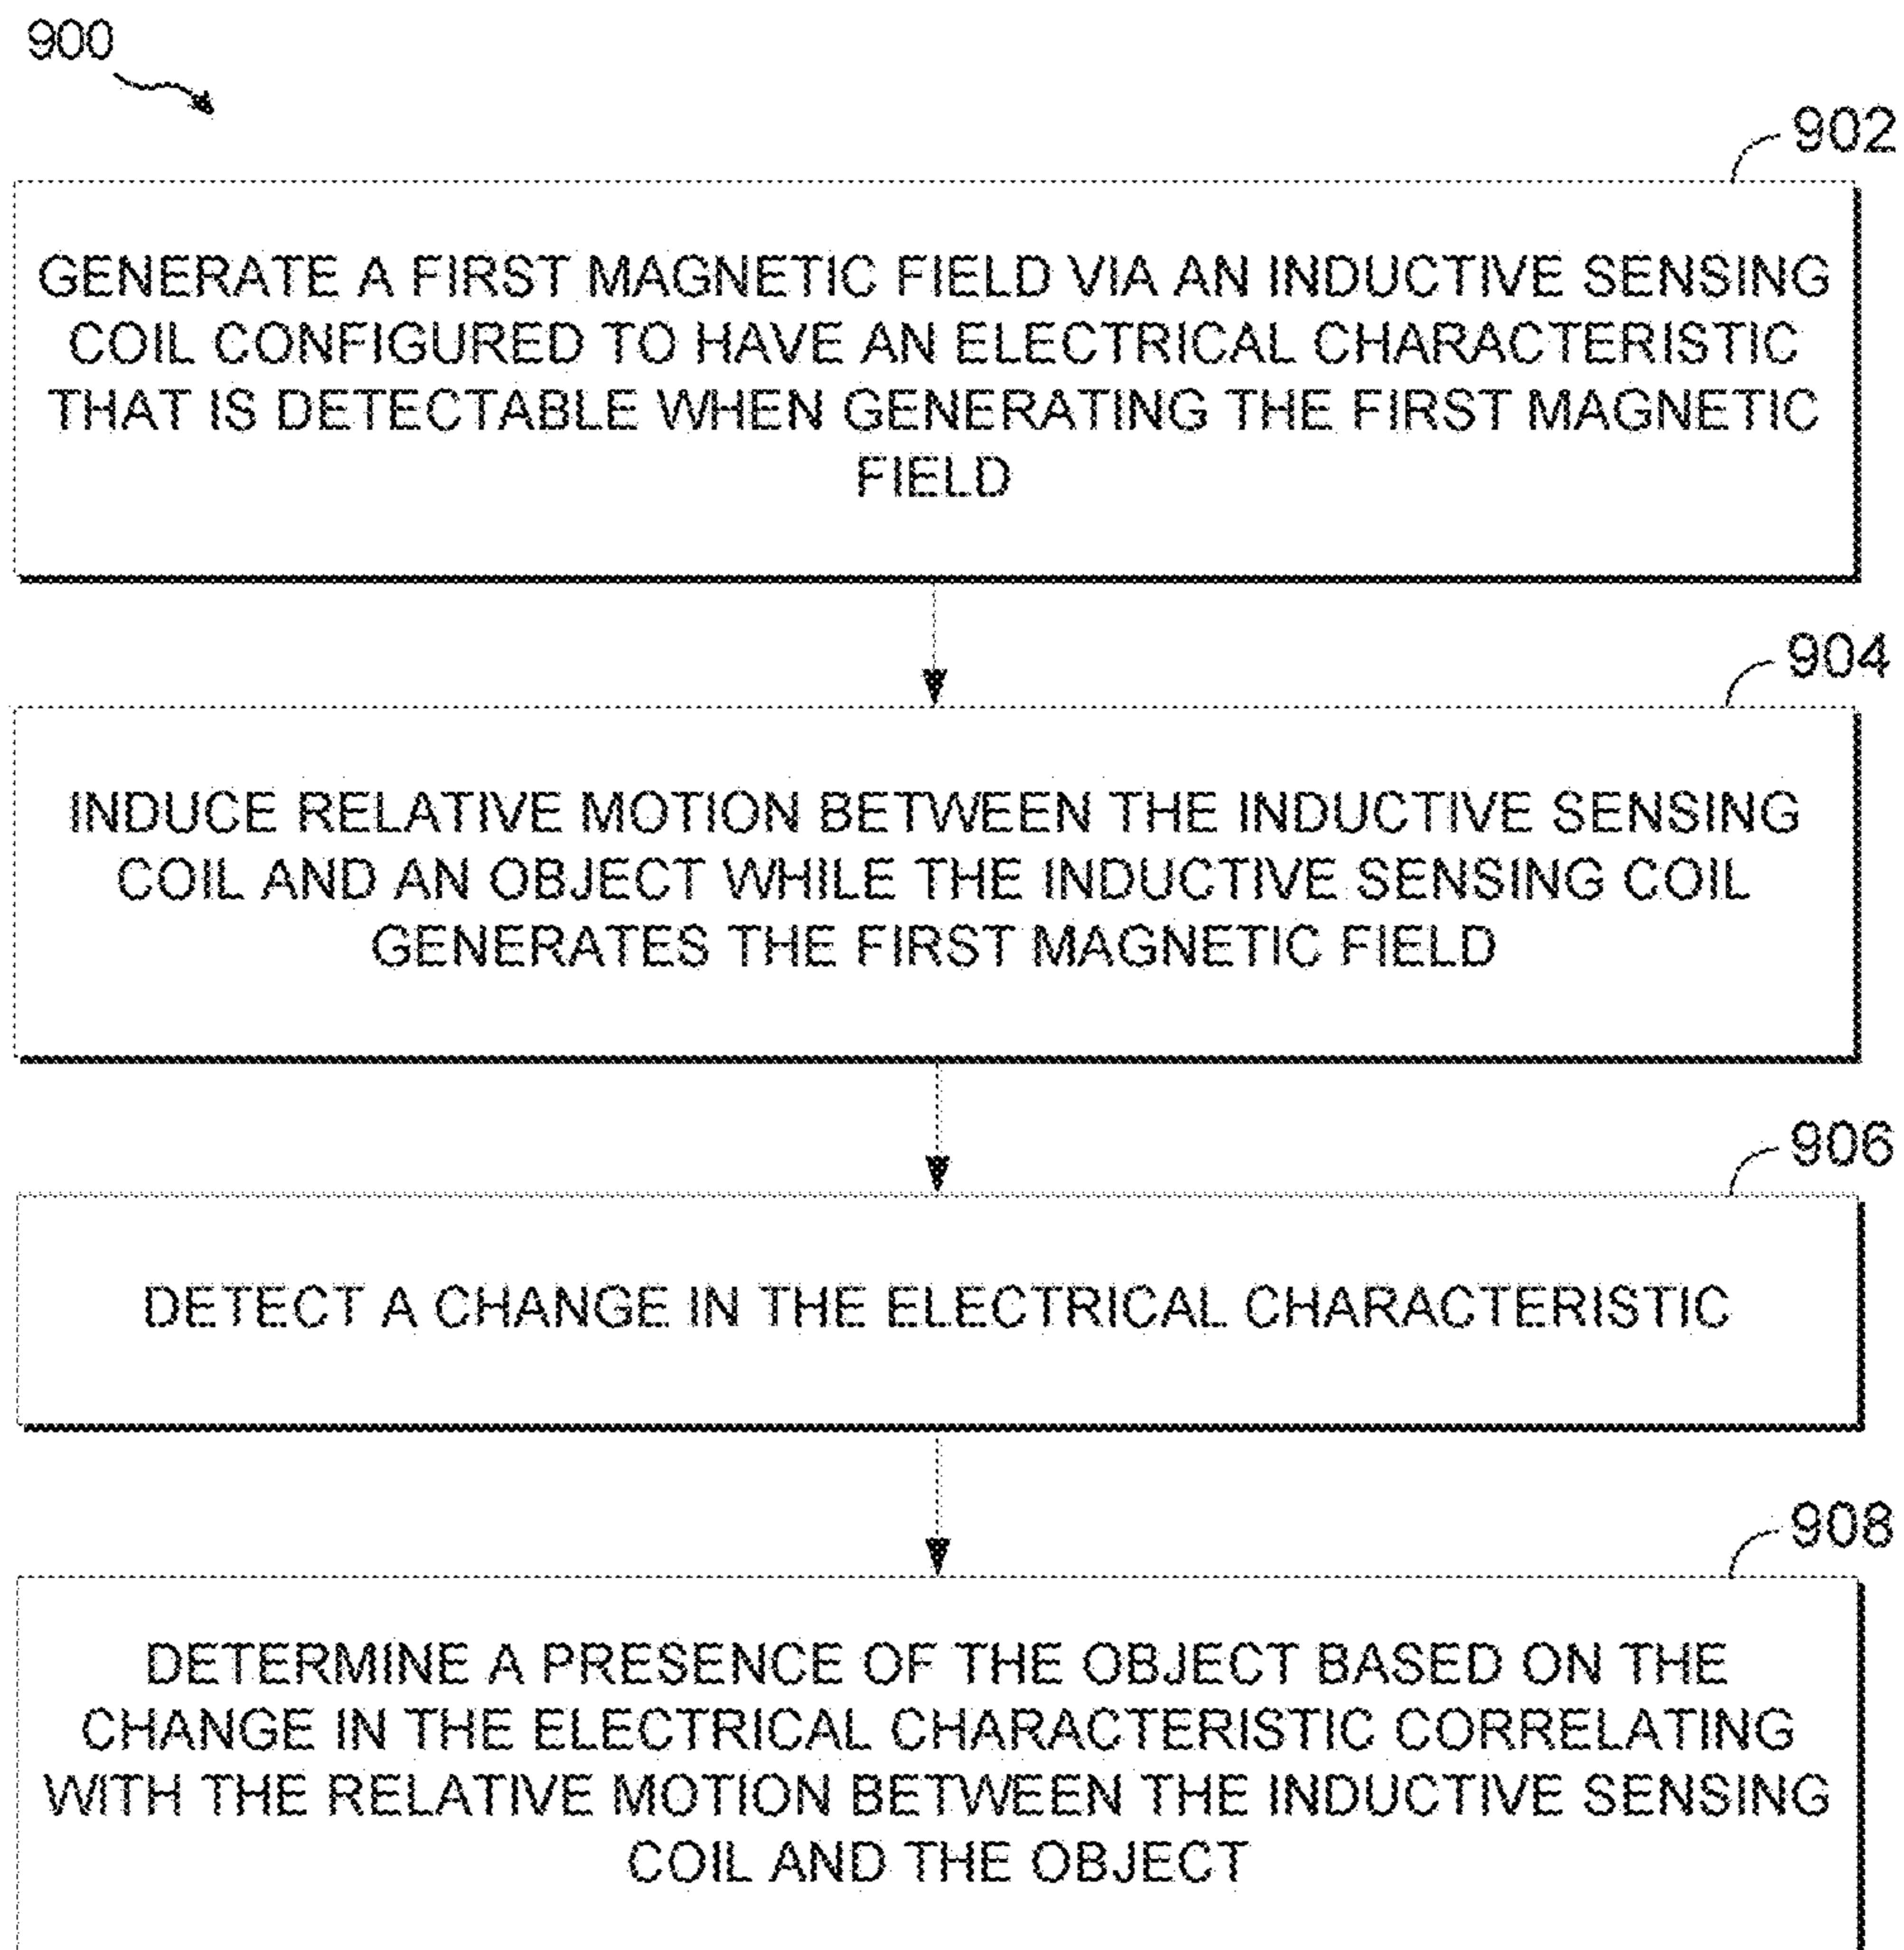 900
902
GENERATE A FIRST MAGNETIC FIELD VIA AN INDUCTIVE SENSING
COIL CONFIGURED TO HAVE AN ELECTRICAL CHARACTERISTIC
THAT IS DETECTABLE WHEN GENERATING THE FIRST MAGNETIC
FIELD
904
INDUCE RELATIVE MOTION BETWEEN THE INDUCTIVE SENSING
COIL AND AN OBJECT WHILE THE INDUCTIVE SENSING COIL
GENERATES THE FIRST MAGNETIC FIELD
906
DETECT A CHANGE IN THE ELECTRICAL CHARACTERISTIC
908
DETERMINE A PRESENCE OF THE OBJECT BASED ON THE
CHANGE IN THE ELECTRICAL CHARACTERISTIC CORRELATING
WITH THE RELATIVE MOTION BETWEEN THE INDUCTIVE SENSING
COIL AND THE OBJECT